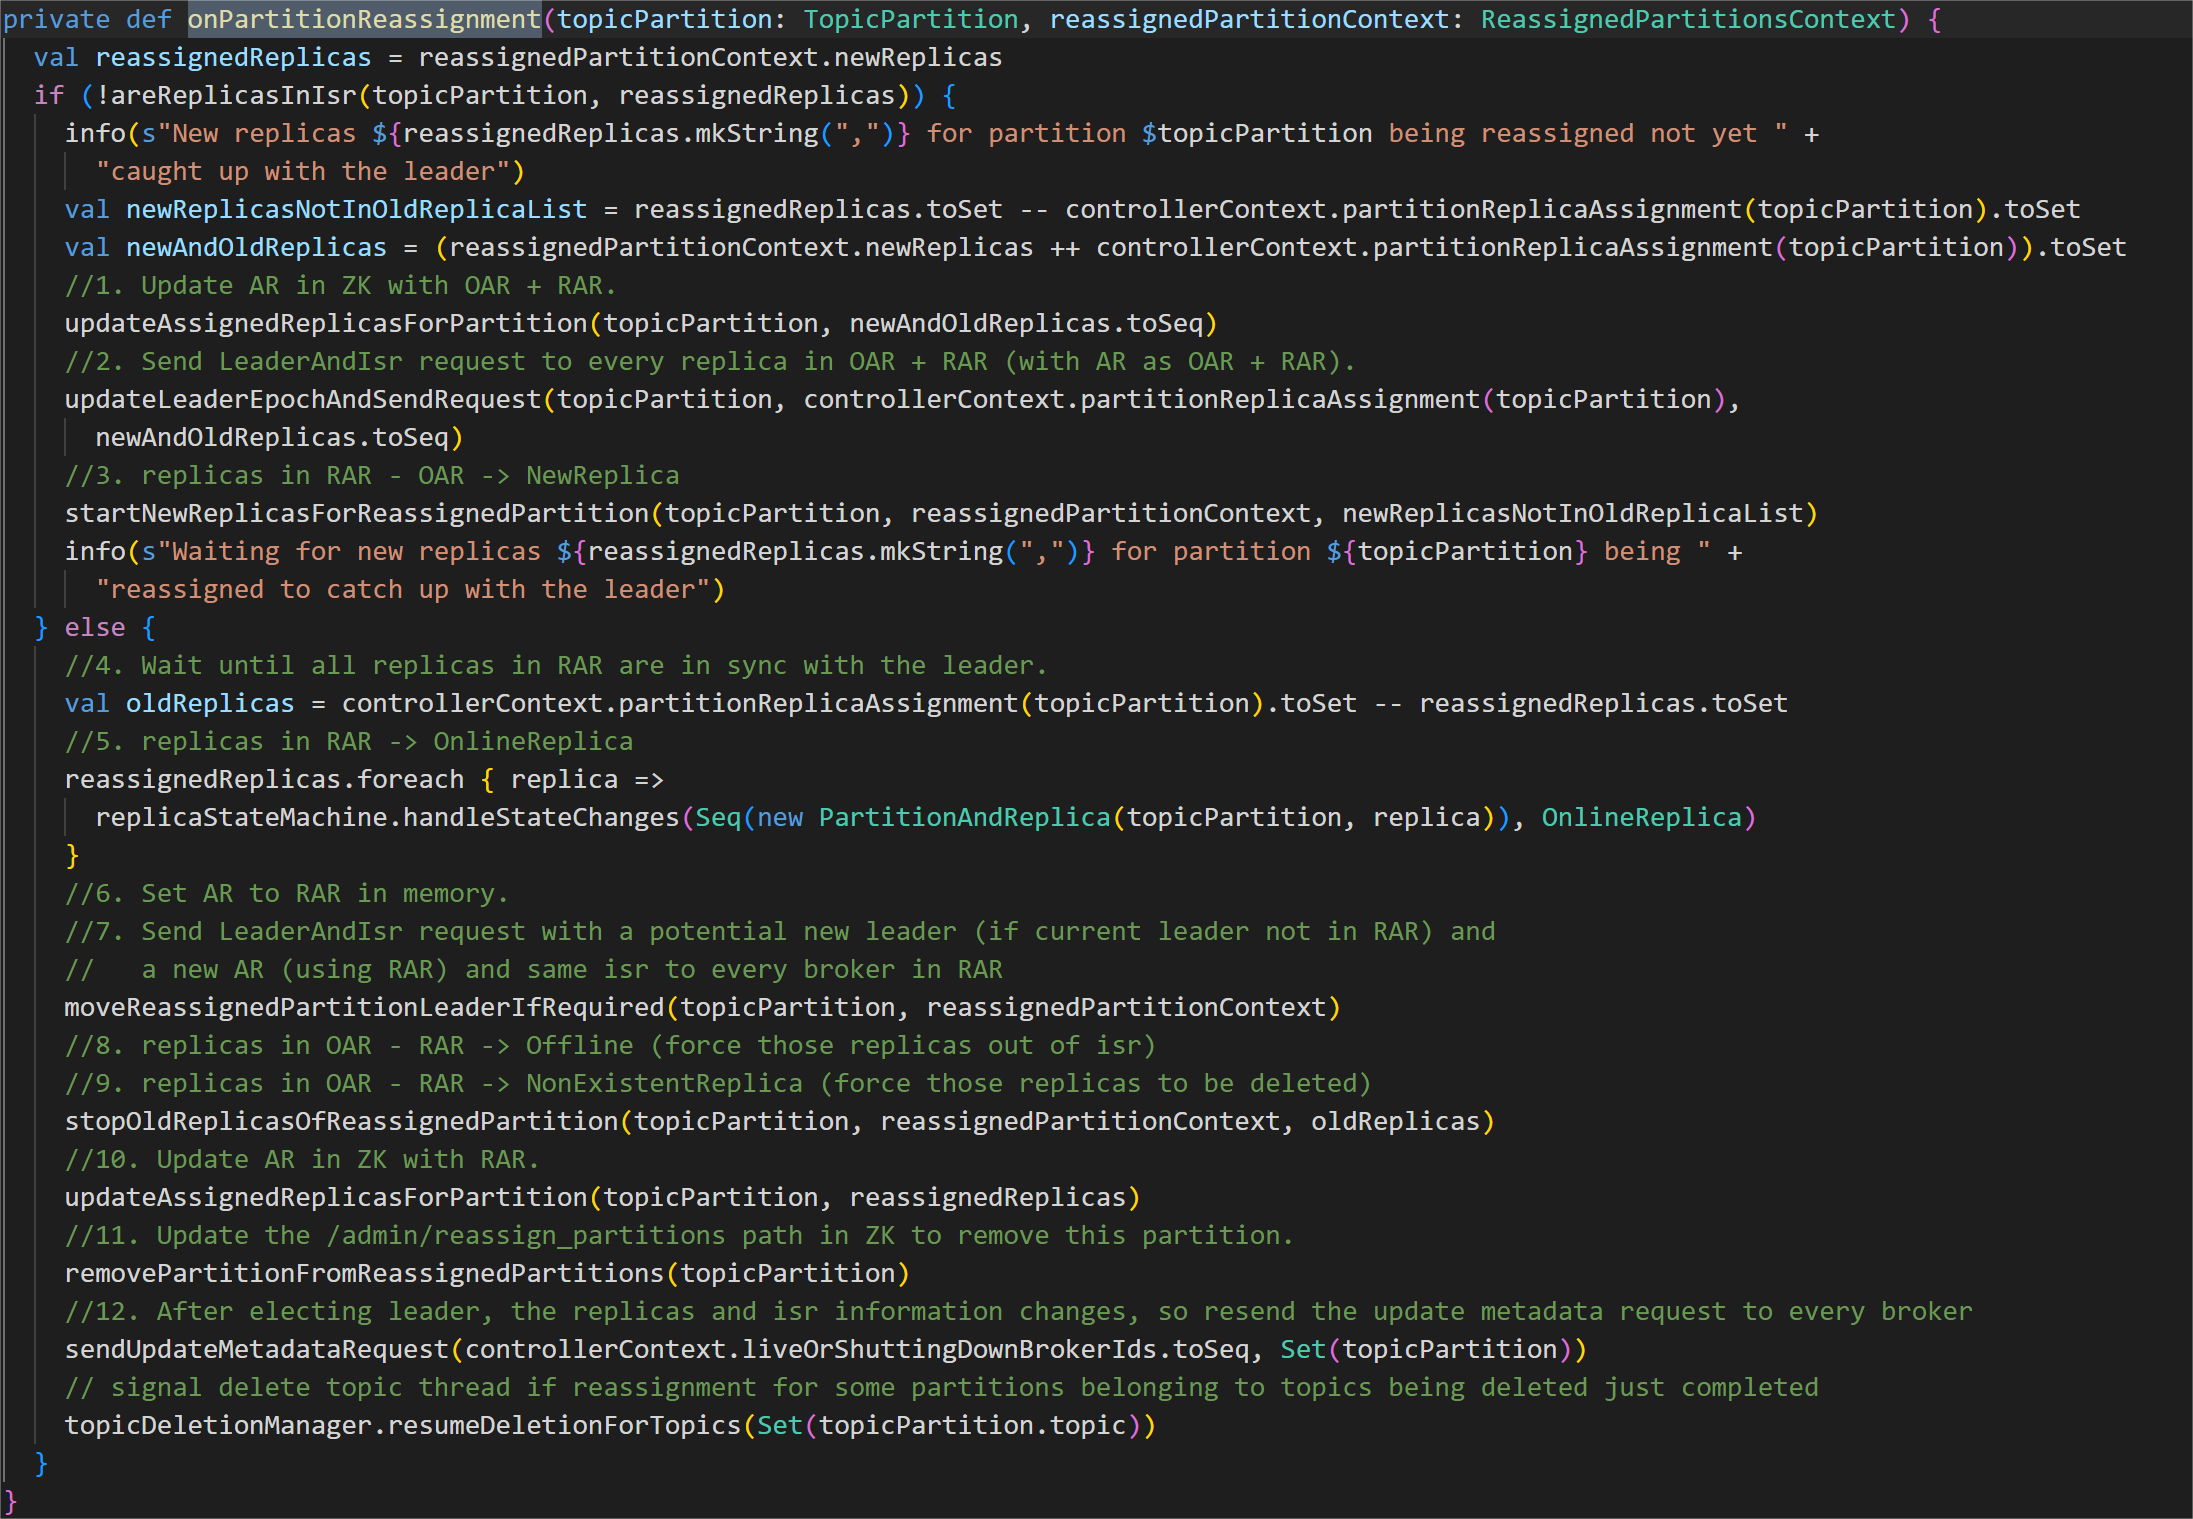 private def onPartitionReassignment(topicPartition: TopicPartition, reassignedPartitionContext: ReassignedPartitionsContext) {
  val reassignedReplicas = reassignedPartitionContext.newReplicas
  if (!areReplicasInIsr(topicPartition, reassignedReplicas)) {
    info(s"New replicas ${reassignedReplicas.mkString(",")} for partition $topicPartition being reassigned not yet " +
      "caught up with the leader")
    val newReplicasNotInOldReplicaList = reassignedReplicas.toSet -- controllerContext.partitionReplicaAssignment(topicPartition).toSet
    val newAndOldReplicas = (reassignedPartitionContext.newReplicas ++ controllerContext.partitionReplicaAssignment(topicPartition)).toSet
    //1. Update AR in ZK with OAR + RAR.
    updateAssignedReplicasForPartition(topicPartition, newAndOldReplicas.toSeq)
    //2. Send LeaderAndIsr request to every replica in OAR + RAR (with AR as OAR + RAR).
    updateLeaderEpochAndSendRequest(topicPartition, controllerContext.partitionReplicaAssignment(topicPartition),
      newAndOldReplicas.toSeq)
    //3. replicas in RAR - OAR -> NewReplica
    startNewReplicasForReassignedPartition(topicPartition, reassignedPartitionContext, newReplicasNotInOldReplicaList)
    info(s"Waiting for new replicas ${reassignedReplicas.mkString(",")} for partition ${topicPartition} being " +
      "reassigned to catch up with the leader")
  } else {
    //4. Wait until all replicas in RAR are in sync with the leader.
    val oldReplicas = controllerContext.partitionReplicaAssignment(topicPartition).toSet -- reassignedReplicas.toSet
    //5. replicas in RAR -> OnlineReplica
    reassignedReplicas.foreach { replica =>
      replicaStateMachine.handleStateChanges(Seq(new PartitionAndReplica(topicPartition, replica)), OnlineReplica)
    }
    //6. Set AR to RAR in memory.
    //7. Send LeaderAndIsr request with a potential new leader (if current leader not in RAR) and
    //   a new AR (using RAR) and same isr to every broker in RAR
    moveReassignedPartitionLeaderIfRequired(topicPartition, reassignedPartitionContext)
    //8. replicas in OAR - RAR -> Offline (force those replicas out of isr)
    //9. replicas in OAR - RAR -> NonExistentReplica (force those replicas to be deleted)
    stopOldReplicasOfReassignedPartition(topicPartition, reassignedPartitionContext, oldReplicas)
    //10. Update AR in ZK with RAR.
    updateAssignedReplicasForPartition(topicPartition, reassignedReplicas)
    //11. Update the /admin/reassign_partitions path in ZK to remove this partition.
    removePartitionFromReassignedPartitions(topicPartition)
    //12. After electing leader, the replicas and isr information changes, so resend the update metadata request to every broker
    sendUpdateMetadataRequest(controllerContext.liveOrShuttingDownBrokerIds.toSeq, Set(topicPartition))
    // signal delete topic thread if reassignment for some partitions belonging to topics being deleted just completed
    topicDeletionManager.resumeDeletionForTopics(Set(topicPartition.topic))
  }
}